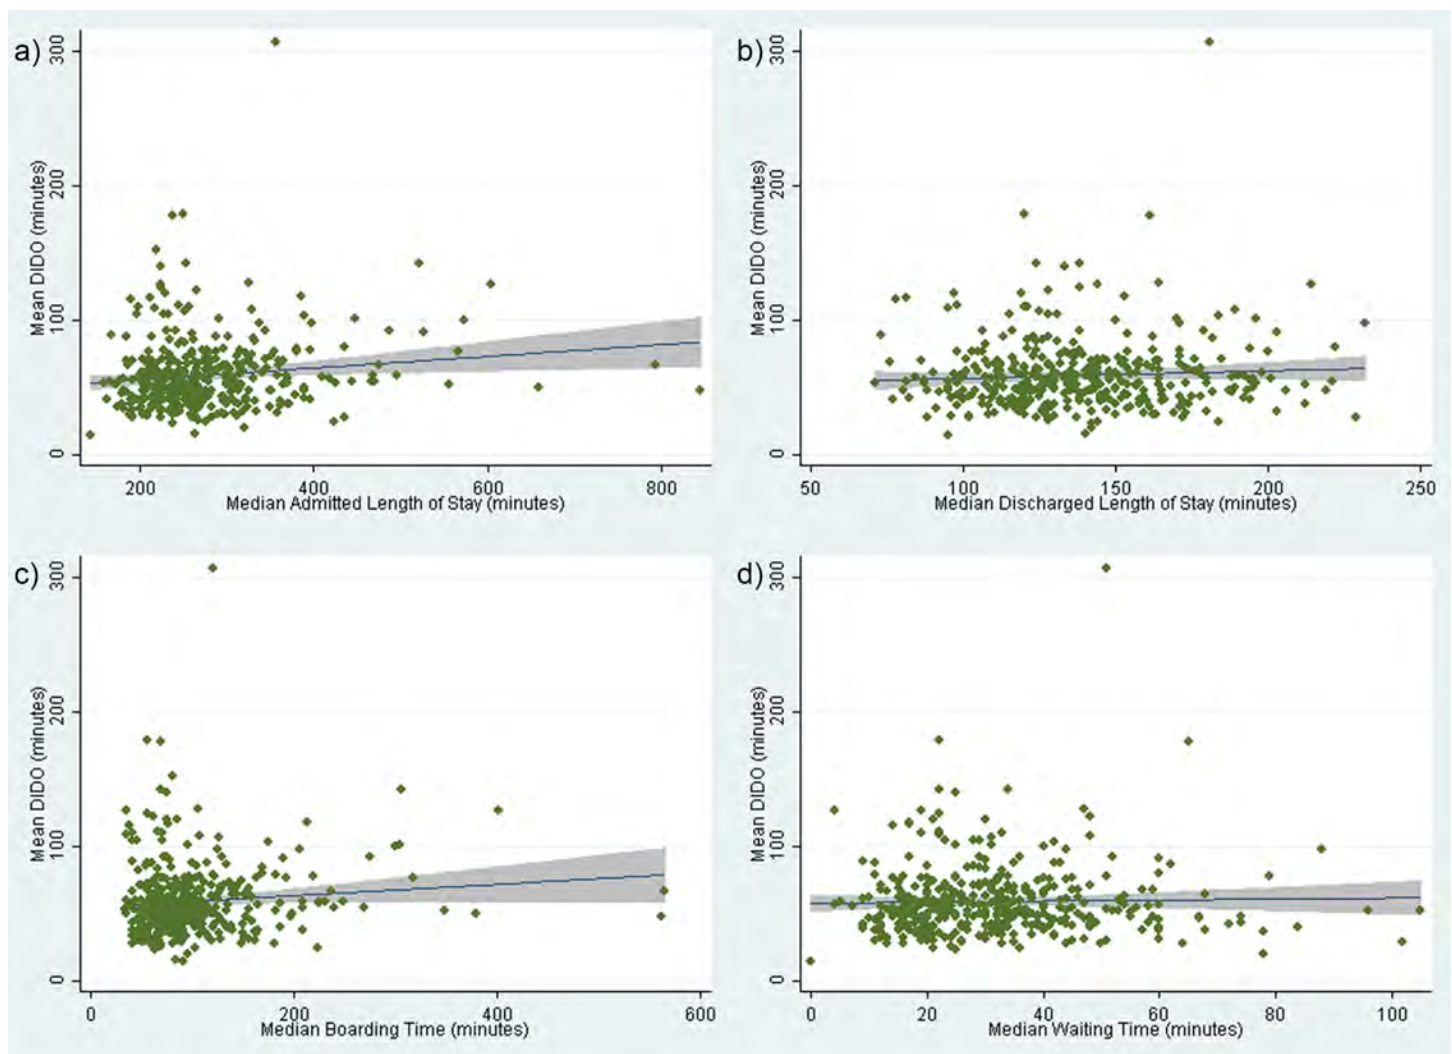 a)
Mean DIDO (minutes)
300
200
100
0
200 400 600 800
Median Admitted Length of Stay (minutes)
b)
Mean DIDO (minutes)
300
200
100
0
50 100 150 200 250
Median Discharged Length of Stay (minutes)
c)
Mean DIDO (minutes)
300
200
100
0
0 200 400 600
Median Boarding Time (minutes)
d)
Mean DIDO (minutes)
300
200
100
0
0 20 40 60 80 100
Median Waiting Time (minutes)